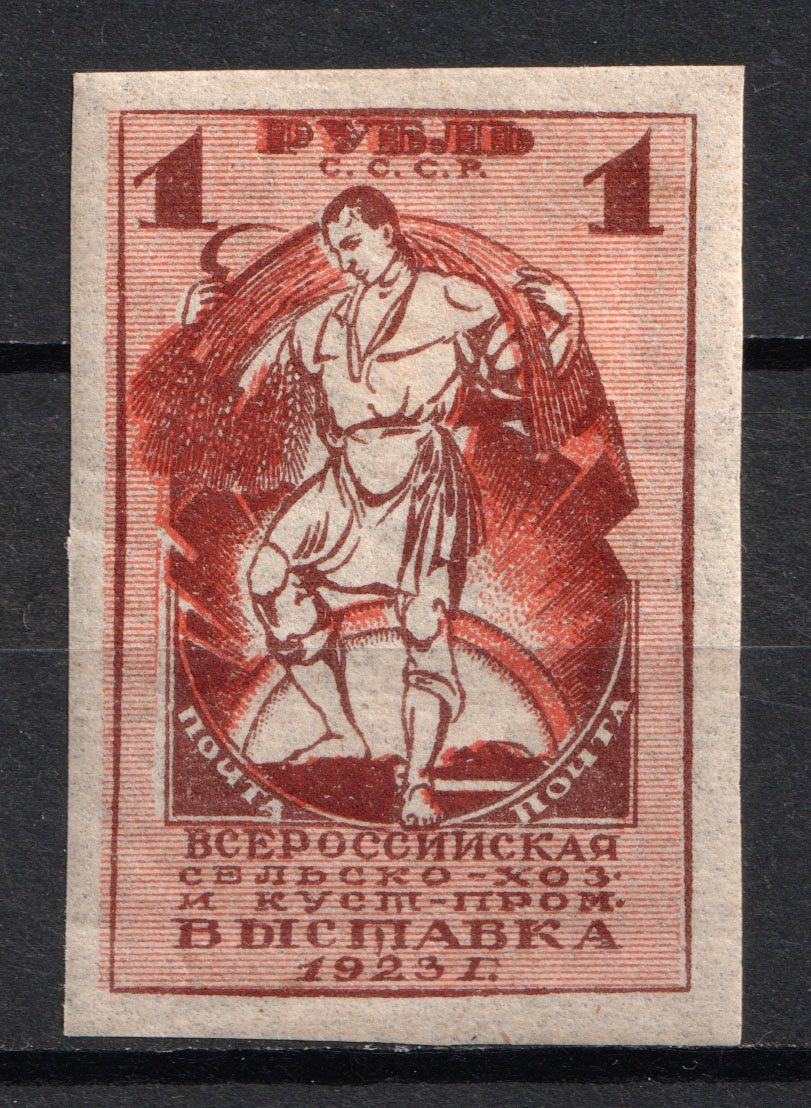 1 РУБЛЬ 1
С. С. С. Р.
ПОЧТА ПОЧТА
ВСЕРОССИЙСКАЯ
СЕЛЬСКО-ХОЗ.
И КУСТ-ПРОМ.
ВЫСТАВКА
1923 Г.